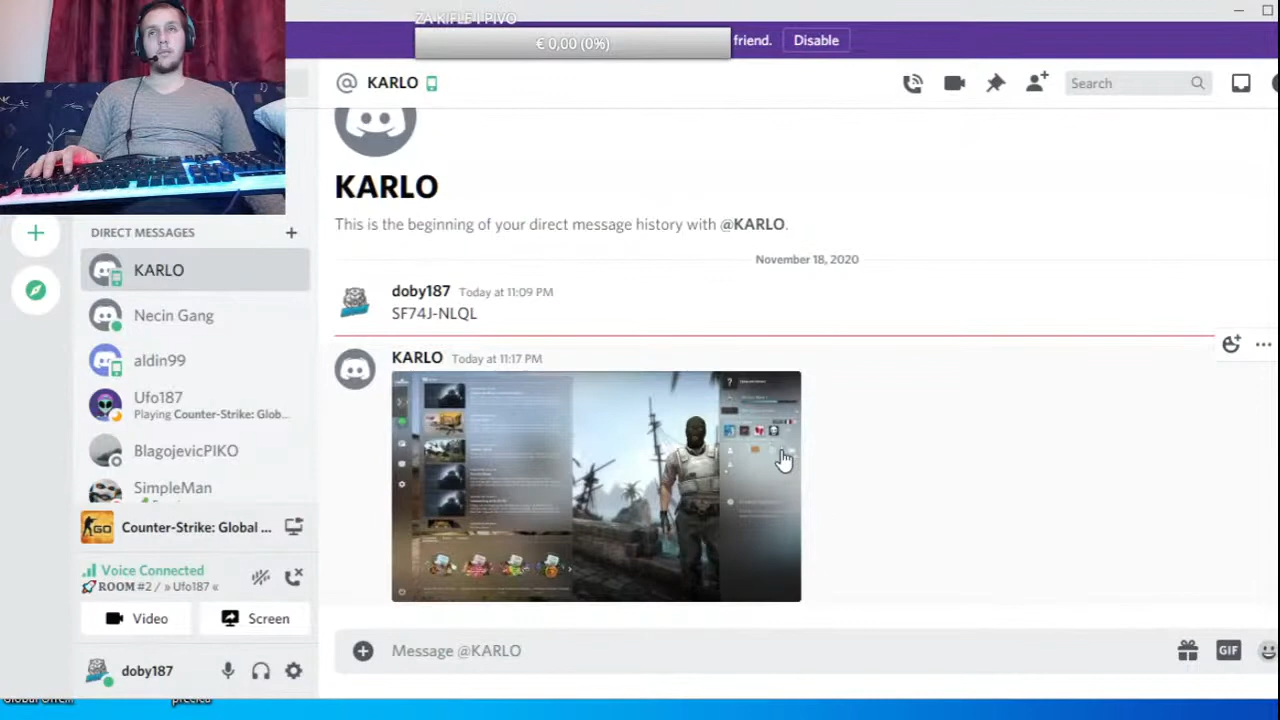 ZA KIFLE I PIVO
€ 0,00 (0%)
friend.
Disable
KARLO
Search
KARLO
This is the beginning of your direct message history with @KARLO.
November 18, 2020
doby187 Today at 11:09 PM
SF74J-NLQL
KARLO Today at 11:17 PM
Message @KARLO
GIF
DIRECT MESSAGES
KARLO
Necin Gang
aldin99
Ufo187
Playing Counter-Strike: Glob...
BlagojevicPIKO
SimpleMan
GO
Counter-Strike: Global ...
Voice Connected
ROOM #2 / » Ufo187 «
Video
Screen
doby187